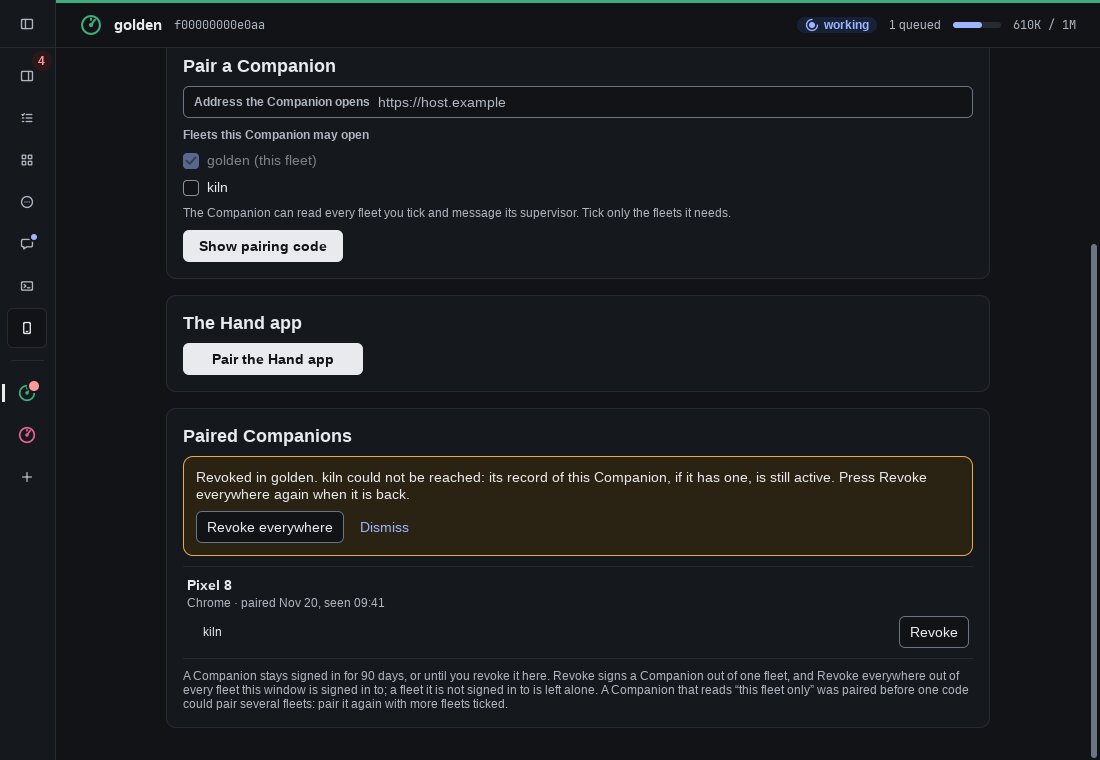 golden f00000000e0aa working 1 queued 610K / 1M
4
Pair a Companion
Address the Companion opens https://host.example
Fleets this Companion may open
golden (this fleet)
kiln
The Companion can read every fleet you tick and message its supervisor. Tick only the fleets it needs.
Show pairing code
The Hand app
Pair the Hand app
Paired Companions
Revoked in golden. kiln could not be reached: its record of this Companion, if it has one, is still active. Press Revoke
everywhere again when it is back.
Revoke everywhere Dismiss
Pixel 8
Chrome · paired Nov 20, seen 09:41
kiln Revoke
A Companion stays signed in for 90 days, or until you revoke it here. Revoke signs a Companion out of one fleet, and Revoke everywhere out of
every fleet this window is signed in to; a fleet it is not signed in to is left alone. A Companion that reads “this fleet only” was paired before one code
could pair several fleets: pair it again with more fleets ticked.